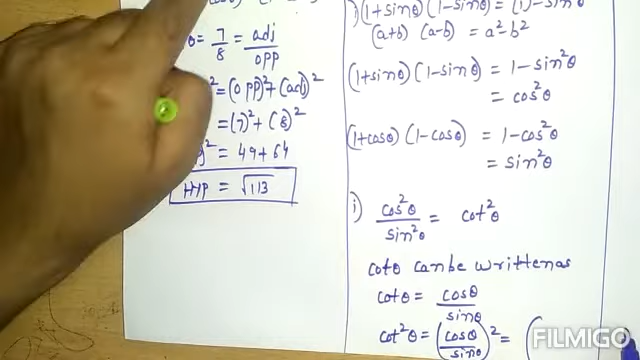 θ = 7/8 = adj/opp
² = (opp)² + (adj)²
= (7)² + (8)²
² = 49 + 64
Hyp = √113
i) (1+sinθ) (1-sinθ) = (1)² - sin²θ
(a+b) (a-b) = a²-b²
(1+sinθ) (1-sinθ) = 1-sin²θ
= cos²θ
(1+cosθ) (1-cosθ) = 1-cos²θ
= sin²θ
i) cos²θ/sin²θ = cot²θ
cotθ can be written as
cotθ = cosθ/sinθ
cot²θ = (cosθ/sinθ)² = (
FILMIGO